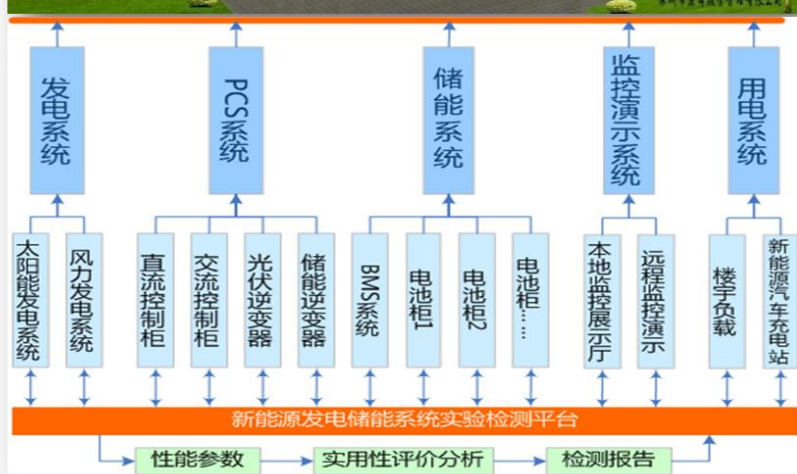 发电系统
PCS系统
储能系统
监控演示系统
用电系统
太阳能发电系统
风力发电系统
直流控制柜
交流控制柜
光伏逆变器
储能逆变器
BMS系统
电池柜1
电池柜2
电池柜……
本地监控展示厅
远程监控演示
楼宇负载
新能源汽车充电站
新能源发电储能系统实验检测平台
性能参数
实用性评价分析
检测报告